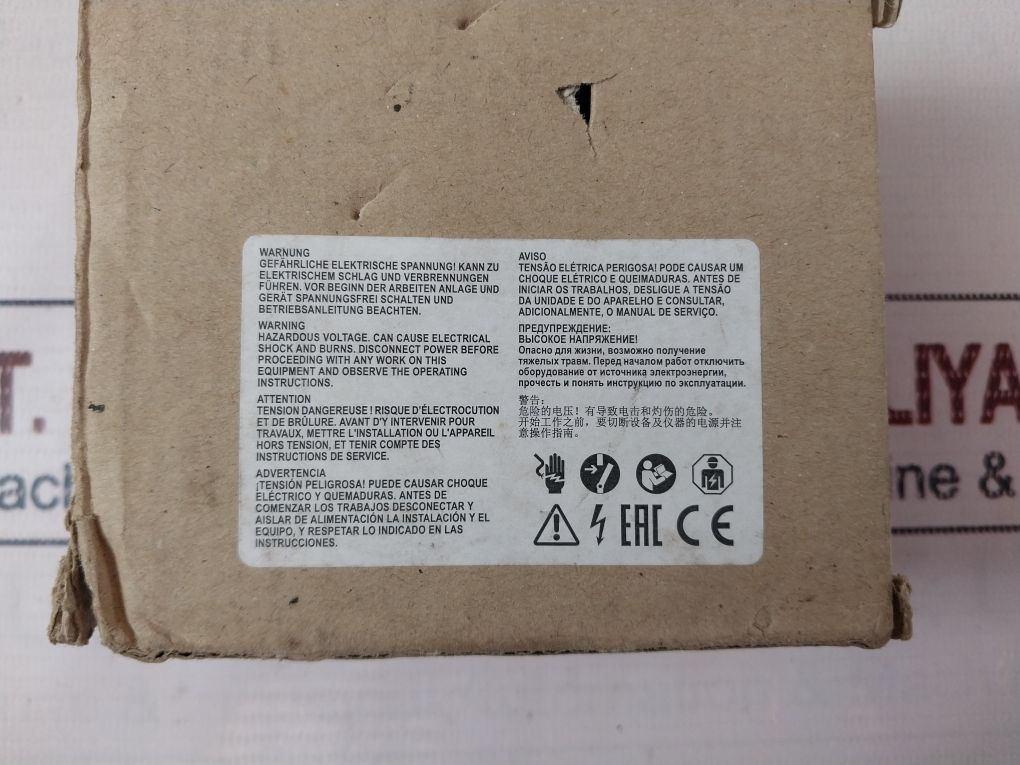 WARNUNG
GEFÄHRLICHE ELEKTRISCHE SPANNUNG! KANN ZU
ELEKTRISCHEM SCHLAG UND VERBRENNUNGEN
FÜHREN. VOR BEGINN DER ARBEITEN ANLAGE UND
GERÄT SPANNUNGSFREI SCHALTEN UND
BETRIEBSANLEITUNG BEACHTEN.
WARNING
HAZARDOUS VOLTAGE. CAN CAUSE ELECTRICAL
SHOCK AND BURNS. DISCONNECT POWER BEFORE
PROCEEDING WITH ANY WORK ON THIS
EQUIPMENT AND OBSERVE THE OPERATING
INSTRUCTIONS.
ATTENTION
TENSION DANGEREUSE ! RISQUE D'ÉLECTROCUTION
ET DE BRÛLURE. AVANT D'Y INTERVENIR POUR
TRAVAUX, METTRE L'INSTALLATION OU L'APPAREIL
HORS TENSION, ET TENIR COMPTE DES
INSTRUCTIONS DE SERVICE.
ADVERTENCIA
¡TENSIÓN PELIGROSA! PUEDE CAUSAR CHOQUE
ELÉCTRICO Y QUEMADURAS. ANTES DE
COMENZAR LOS TRABAJOS DESCONECTAR Y
AISLAR DE ALIMENTACIÓN LA INSTALACIÓN Y EL
EQUIPO, Y RESPETAR LO INDICADO EN LAS
INSTRUCCIONES.
AVISO
TENSÃO ELÉTRICA PERIGOSA! PODE CAUSAR UM
CHOQUE ELÉTRICO E QUEIMADURAS. ANTES DE
INICIAR OS TRABALHOS, DESLIGUE A TENSÃO
DA UNIDADE E DO APARELHO E CONSULTAR,
ADICIONALMENTE, O MANUAL DE SERVIÇO.
ПРЕДУПРЕЖДЕНИЕ:
ВЫСОКОЕ НАПРЯЖЕНИЕ!
Опасно для жизни, возможно получение
тяжелых травм. Перед началом работ отключить
оборудование от источника электроэнергии,
прочесть и понять инструкцию по эксплуатации.
警告:
危险的电压! 有导致电击和灼伤的危险。
开始工作之前, 要切断设备及仪器的电源并注
意操作指南。
EAC CE
T.
LIYA
ach
ine &